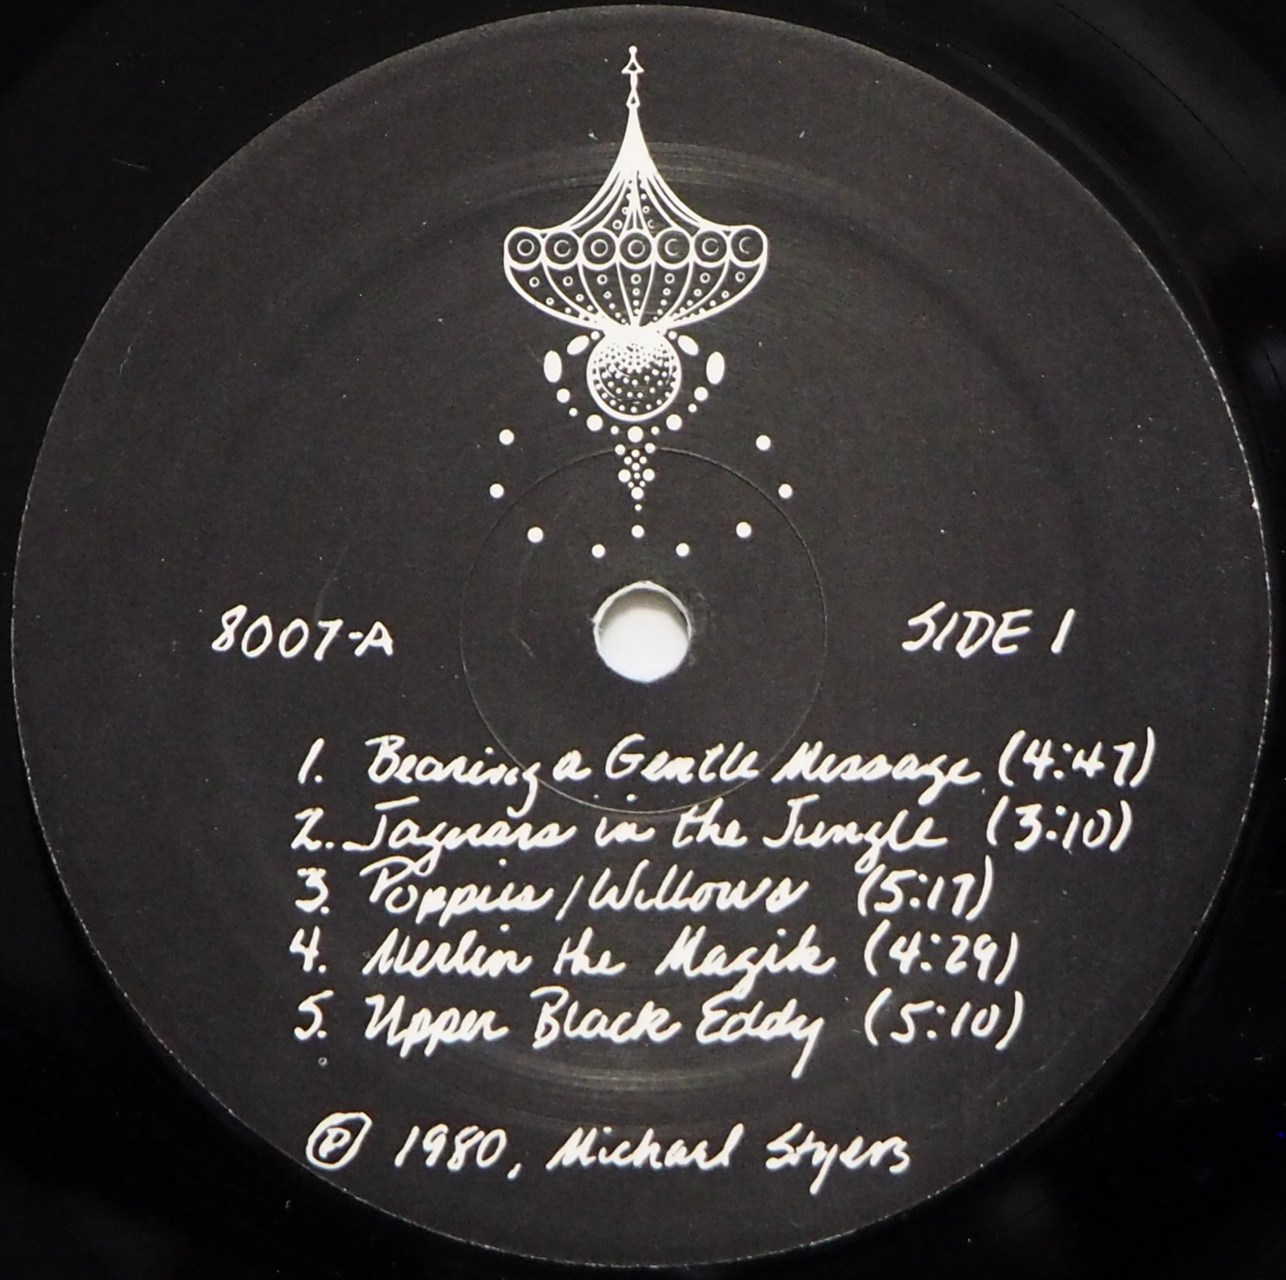 8007-A
SIDE 1
1. Bearing a Gentle Message (4:47)
2. Jaguars in the Jungle (3:10)
3. Poppies/Willows (5:17)
4. Merlin the Magik (4:29)
5. Upper Black Eddy (5:10)
℗ 1980, Michael Styers